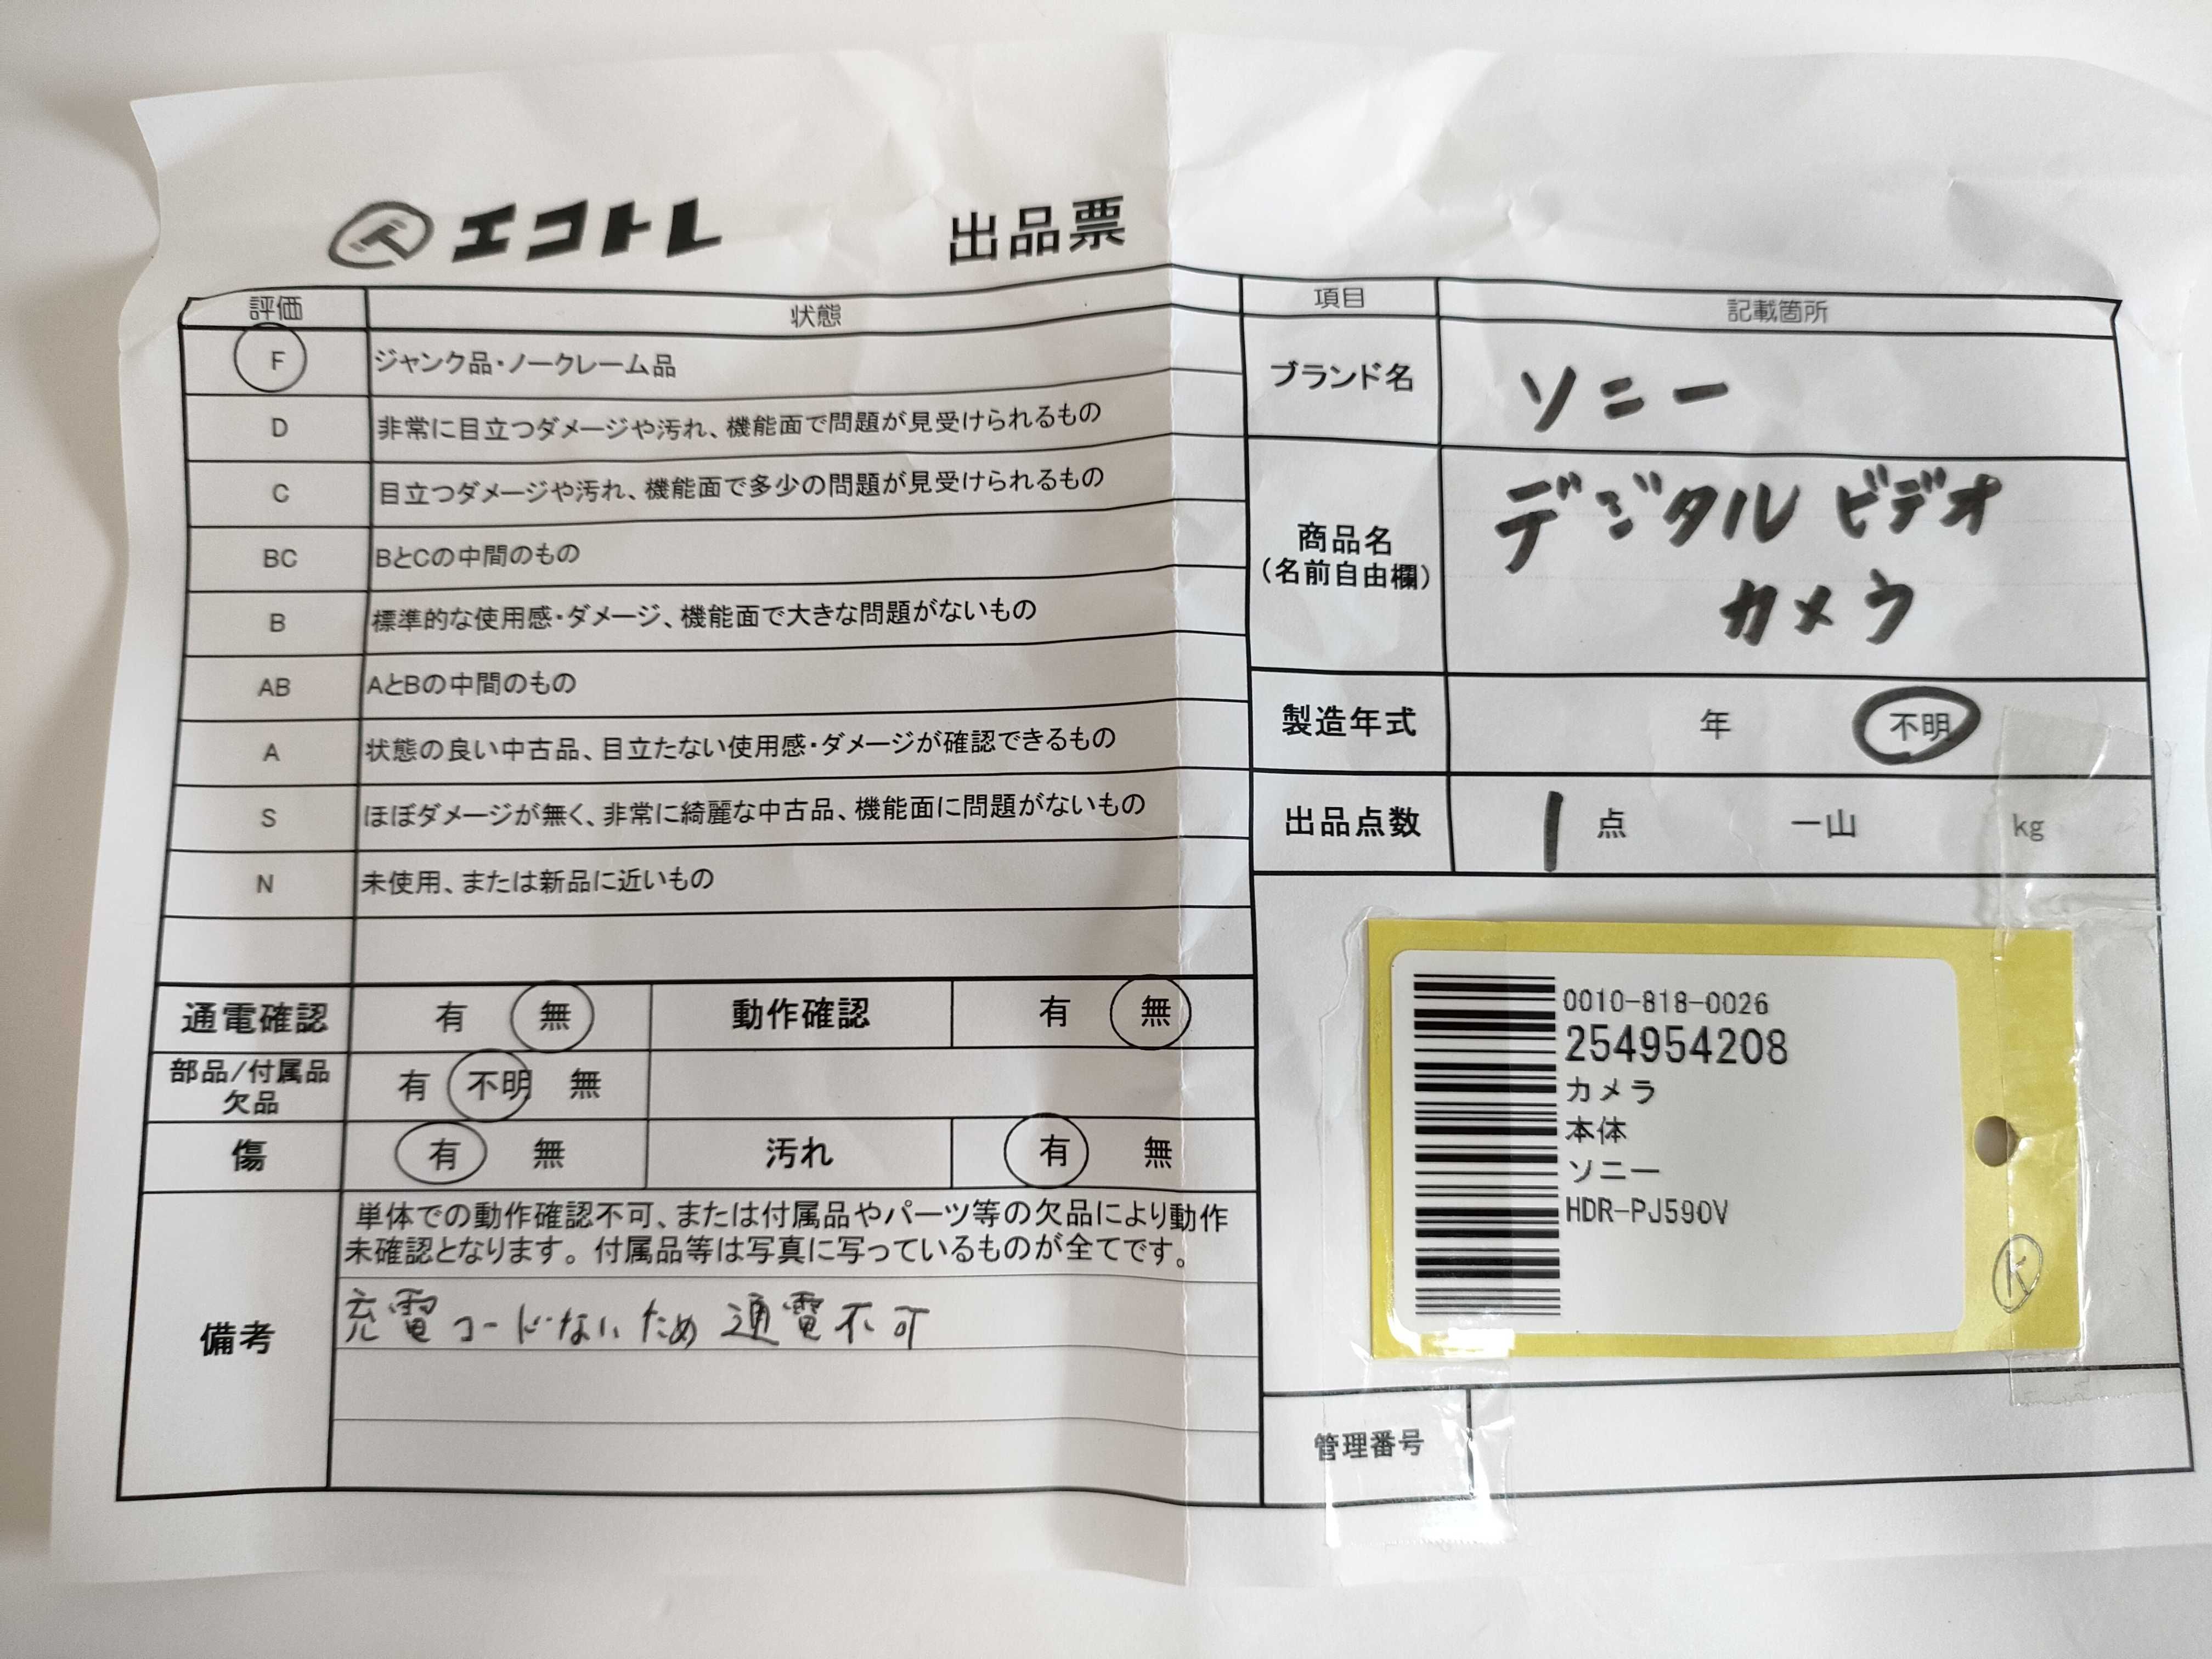 エコトレ 出品票
評価 状態
F ジャンク品・ノークレーム品
D 非常に目立つダメージや汚れ、機能面で問題が見受けられるもの
C 目立つダメージや汚れ、機能面で多少の問題が見受けられるもの
BC BとCの中間のもの
B 標準的な使用感・ダメージ、機能面で大きな問題がないもの
AB AとBの中間のもの
A 状態の良い中古品、目立たない使用感・ダメージが確認できるもの
S ほぼダメージが無く、非常に綺麗な中古品、機能面に問題がないもの
N 未使用、または新品に近いもの
通電確認 有 無 動作確認 有 無
部品/付属品
欠品
有 不明 無
傷 有 無 汚れ 有 無
備考
単体での動作確認不可、または付属品やパーツ等の欠品により動作
未確認となります。付属品等は写真に写っているものが全てです。
充電コードないため通電不可
項目 記載箇所
ブランド名 ソニー
商品名
(名前自由欄)
デジタルビデオ
カメラ
製造年式 年 不明
出品点数 1 点 一山 kg
0010-818-0026
254954208
カメラ
本体
ソニー
HDR-PJ590V
K
管理番号